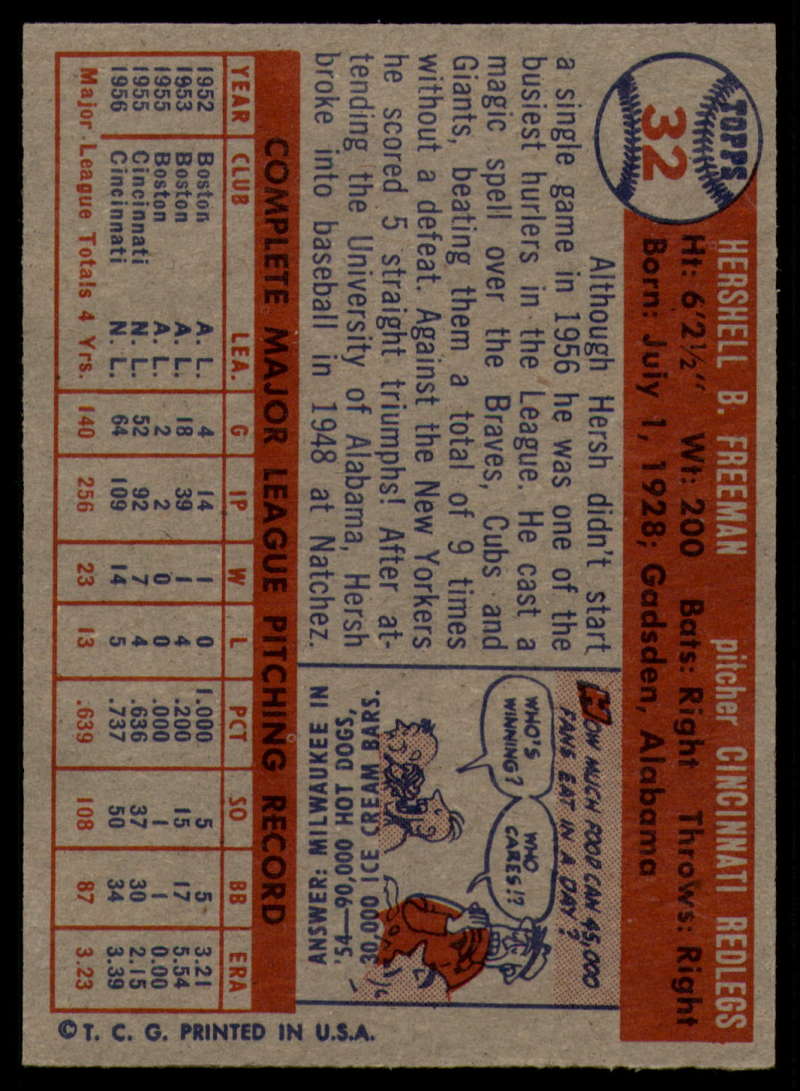 TOPPS
32
HERSHELL B. FREEMAN pitcher CINCINNATI REDLEGS
Ht: 6'2½" Wt: 200 Bats: Right Throws: Right
Born: July 1, 1928; Gadsden, Alabama
Although Hersh didn't start
a single game in 1956 he was one of the
busiest hurlers in the League. He cast a
magic spell over the Braves, Cubs and
Giants, beating them a total of 9 times
without a defeat. Against the New Yorkers
he scored 5 straight triumphs! After at-
tending the University of Alabama, Hersh
broke into baseball in 1948 at Natchez.
HOW MUCH FOOD CAN 45,000
FANS EAT IN A DAY?
WHO'S
WINNING?
WHO
CARES!?
ANSWER: MILWAUKEE IN
'54—90,000 HOT DOGS,
30,000 ICE CREAM BARS.
COMPLETE MAJOR LEAGUE PITCHING RECORD
YEAR CLUB LEA. G IP W L PCT SO BB ERA
1952 Boston A. L. 4 14 1 0 1.000 5 5 3.21
1953 Boston A. L. 18 39 1 4 .200 15 17 5.54
1955 Boston A. L. 2 2 0 0 .000 1 1 0.00
1955 Cincinnati N. L. 52 92 7 4 .636 37 30 2.15
1956 Cincinnati N. L. 64 109 14 5 .737 50 34 3.39
Major League Totals 4 Yrs. 140 256 23 13 .639 108 87 3.23
© T. C. G. PRINTED IN U.S.A.